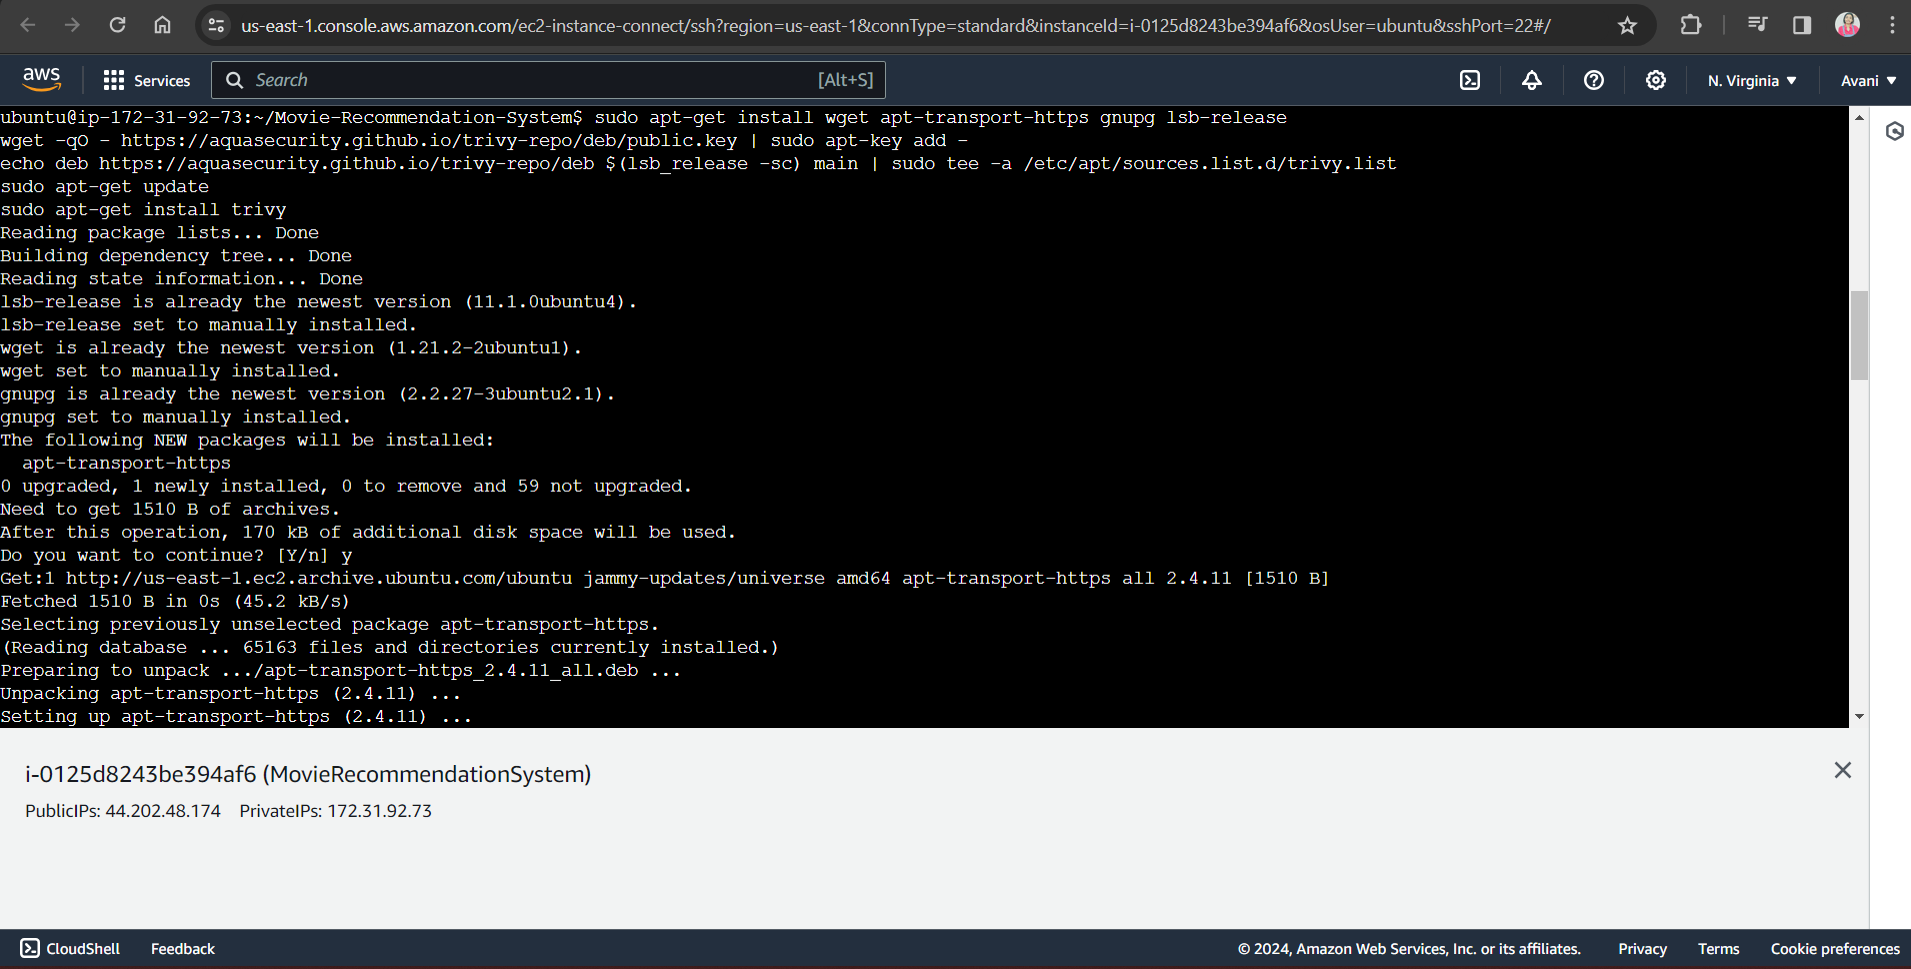 us-east-1.console.aws.amazon.com/ec2-instance-connect/ssh?region=us-east-1&connType=standard&instanceId=i-0125d8243be394af6&osUser=ubuntu&sshPort=22#/
aws Services Search [Alt+S] N. Virginia Avani
ubuntu@ip-172-31-92-73:~/Movie-Recommendation-System$ sudo apt-get install wget apt-transport-https gnupg lsb-release
wget -qO - https://aquasecurity.github.io/trivy-repo/deb/public.key | sudo apt-key add -
echo deb https://aquasecurity.github.io/trivy-repo/deb $(lsb_release -sc) main | sudo tee -a /etc/apt/sources.list.d/trivy.list
sudo apt-get update
sudo apt-get install trivy
Reading package lists... Done
Building dependency tree... Done
Reading state information... Done
lsb-release is already the newest version (11.1.0ubuntu4).
lsb-release set to manually installed.
wget is already the newest version (1.21.2-2ubuntu1).
wget set to manually installed.
gnupg is already the newest version (2.2.27-3ubuntu2.1).
gnupg set to manually installed.
The following NEW packages will be installed:
  apt-transport-https
0 upgraded, 1 newly installed, 0 to remove and 59 not upgraded.
Need to get 1510 B of archives.
After this operation, 170 kB of additional disk space will be used.
Do you want to continue? [Y/n] y
Get:1 http://us-east-1.ec2.archive.ubuntu.com/ubuntu jammy-updates/universe amd64 apt-transport-https all 2.4.11 [1510 B]
Fetched 1510 B in 0s (45.2 kB/s)
Selecting previously unselected package apt-transport-https.
(Reading database ... 65163 files and directories currently installed.)
Preparing to unpack .../apt-transport-https_2.4.11_all.deb ...
Unpacking apt-transport-https (2.4.11) ...
Setting up apt-transport-https (2.4.11) ...
i-0125d8243be394af6 (MovieRecommendationSystem)
PublicIPs: 44.202.48.174 PrivateIPs: 172.31.92.73
CloudShell Feedback © 2024, Amazon Web Services, Inc. or its affiliates. Privacy Terms Cookie preferences